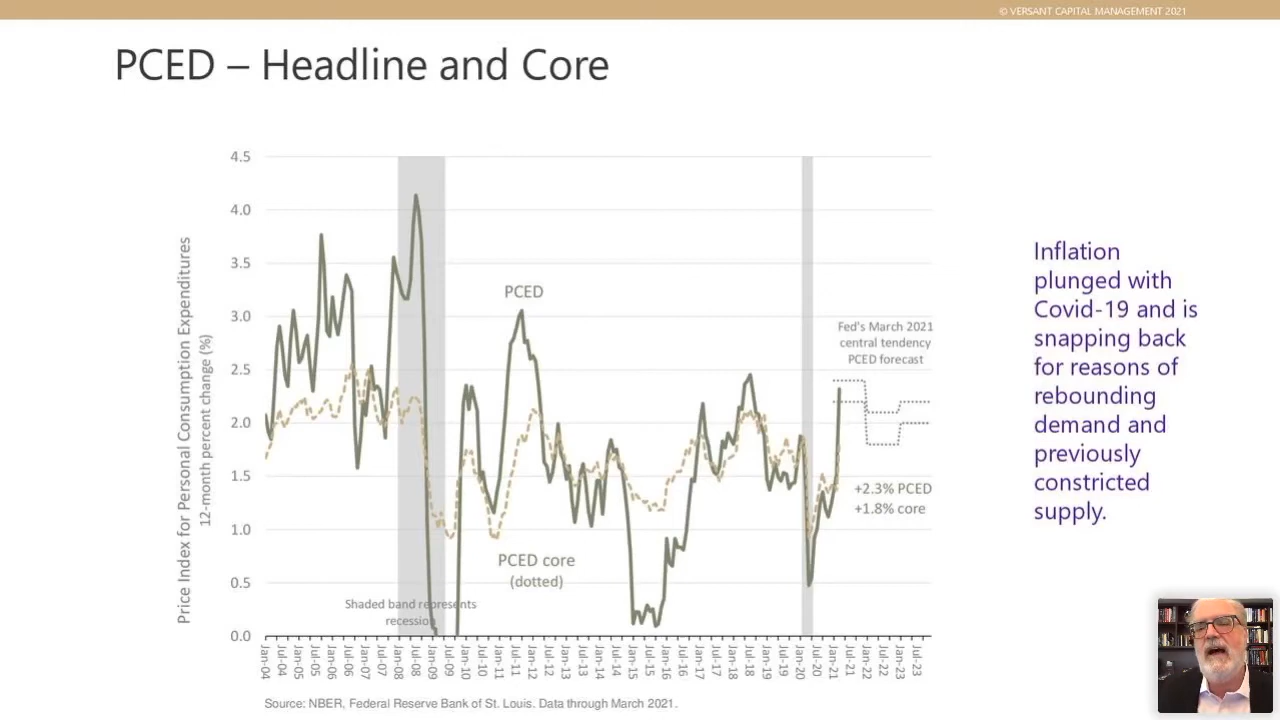 © VERSANT CAPITAL MANAGEMENT 2021
PCED – Headline and Core
Price Index for Personal Consumption Expenditures
12-month percent change (%)
4.5
4.0
3.5
3.0
2.5
2.0
1.5
1.0
0.5
0.0
PCED
PCED core
(dotted)
Shaded band represents
recession
Fed's March 2021
central tendency
PCED forecast
+2.3% PCED
+1.8% core
Jan-04
Jul-04
Jan-05
Jul-05
Jan-06
Jul-06
Jan-07
Jul-07
Jan-08
Jul-08
Jan-09
Jul-09
Jan-10
Jul-10
Jan-11
Jul-11
Jan-12
Jul-12
Jan-13
Jul-13
Jan-14
Jul-14
Jan-15
Jul-15
Jan-16
Jul-16
Jan-17
Jul-17
Jan-18
Jul-18
Jan-19
Jul-19
Jan-20
Jul-20
Jan-21
Jul-21
Jan-22
Jul-22
Jan-23
Jul-23
Source: NBER, Federal Reserve Bank of St. Louis. Data through March 2021.
Inflation
plunged with
Covid-19 and is
snapping back
for reasons of
rebounding
demand and
previously
constricted
supply.